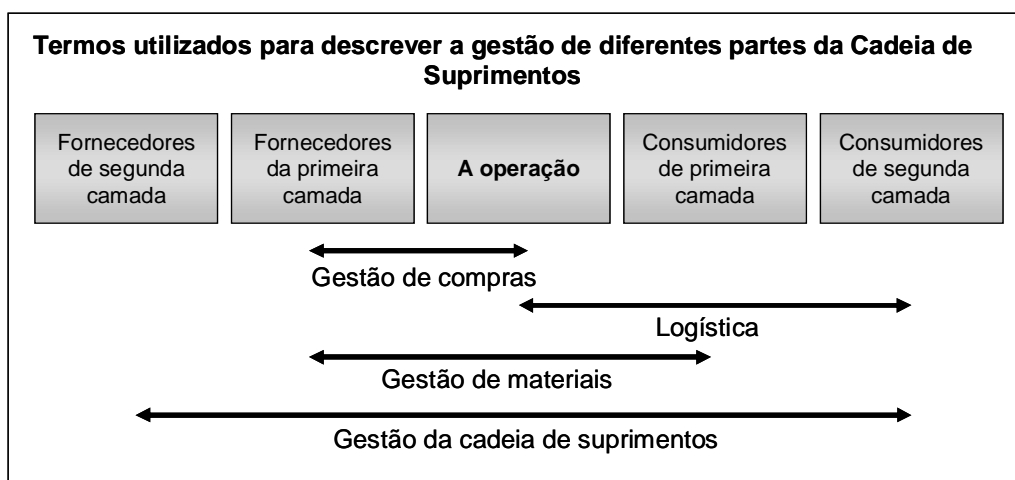 Termos utilizados para descrever a gestão de diferentes partes da Cadeia de
Suprimentos
Fornecedores
de segunda
camada
Fornecedores
da primeira
camada
A operação
Consumidores
de primeira
camada
Consumidores
de segunda
camada
Gestão de compras
Logística
Gestão de materiais
Gestão da cadeia de suprimentos